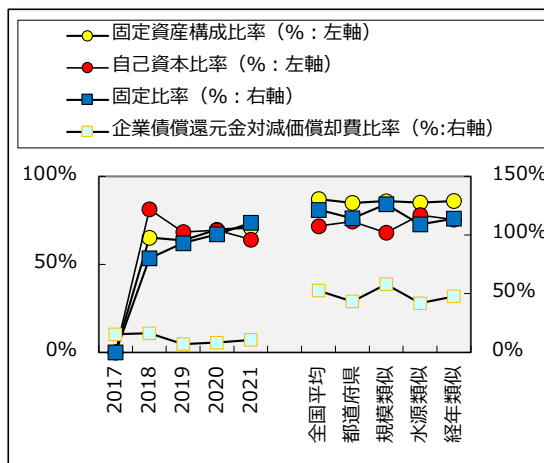 固定資産構成比率（%：左軸）
自己資本比率（%：左軸）
固定比率（%：右軸）
企業債償還元金対減価償却費比率（%:右軸）
100%
50%
0%
150%
100%
50%
0%
2017
2018
2019
2020
2021
全国平均
都道府県
規模類似
水源類似
経年類似